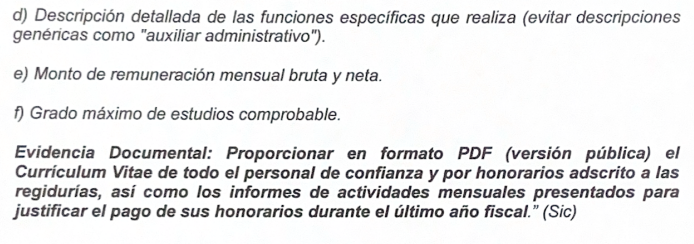 d) Descripción detallada de las funciones específicas que realiza (evitar descripciones
genéricas como "auxiliar administrativo").
e) Monto de remuneración mensual bruta y neta.
f) Grado máximo de estudios comprobable.
Evidencia Documental: Proporcionar en formato PDF (versión pública) el
Currículum Vitae de todo el personal de confianza y por honorarios adscrito a las
regidurías, así como los informes de actividades mensuales presentados para
justificar el pago de sus honorarios durante el último año fiscal." (Sic)